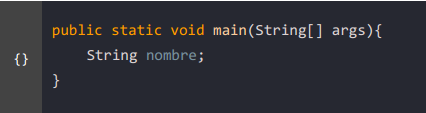 public static void main(String[] args){
{} String nombre;
}